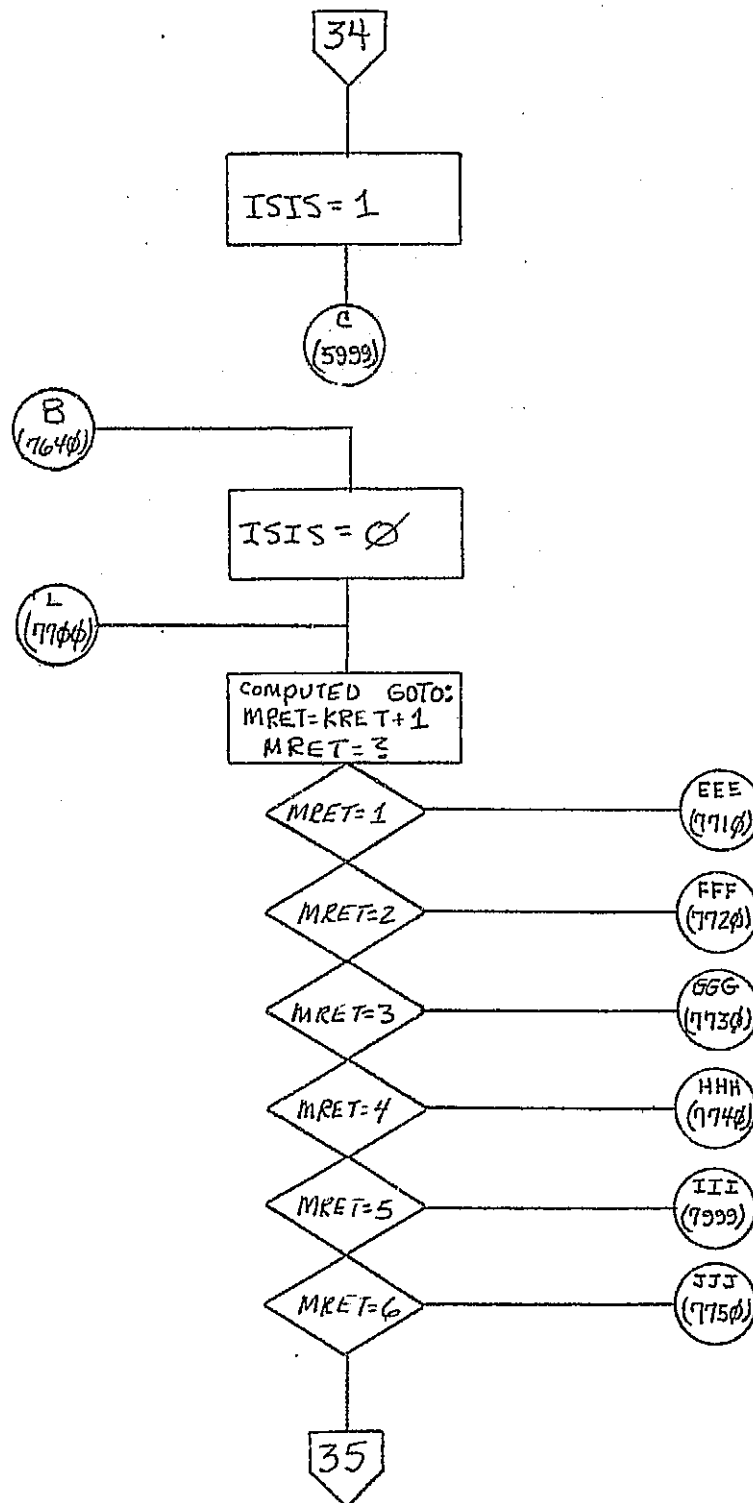 34
ISIS = 1
C
(5999)
B
(764Ø)
ISIS = Ø
L
(77ØØ)
COMPUTED GOTO:
MRET=KRET+1
MRET=?
MRET=1
EEE
(771Ø)
MRET=2
FFF
(772Ø)
MRET=3
GGG
(773Ø)
MRET=4
HHH
(774Ø)
MRET=5
III
(7999)
MRET=6
JJJ
(775Ø)
35